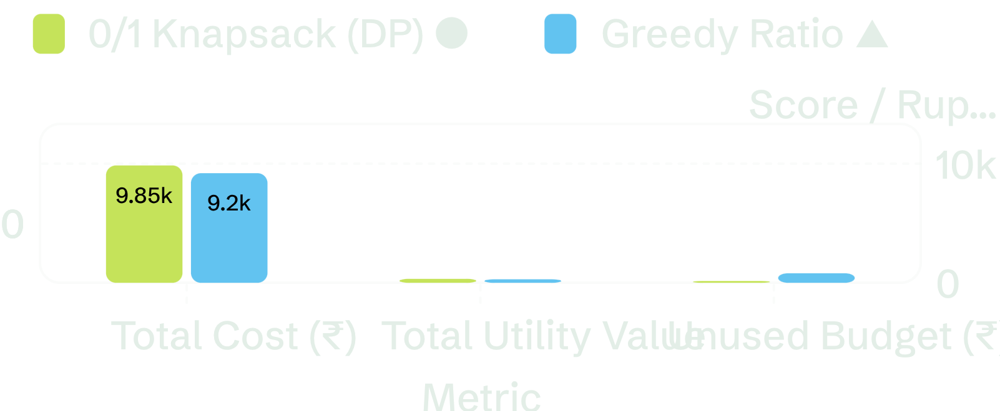 0/1 Knapsack (DP)
Greedy Ratio
Score / Rup...
10k
9.85k
9.2k
0
0
Total Cost (₹)
Total Utility Value
Unused Budget (₹
Metric